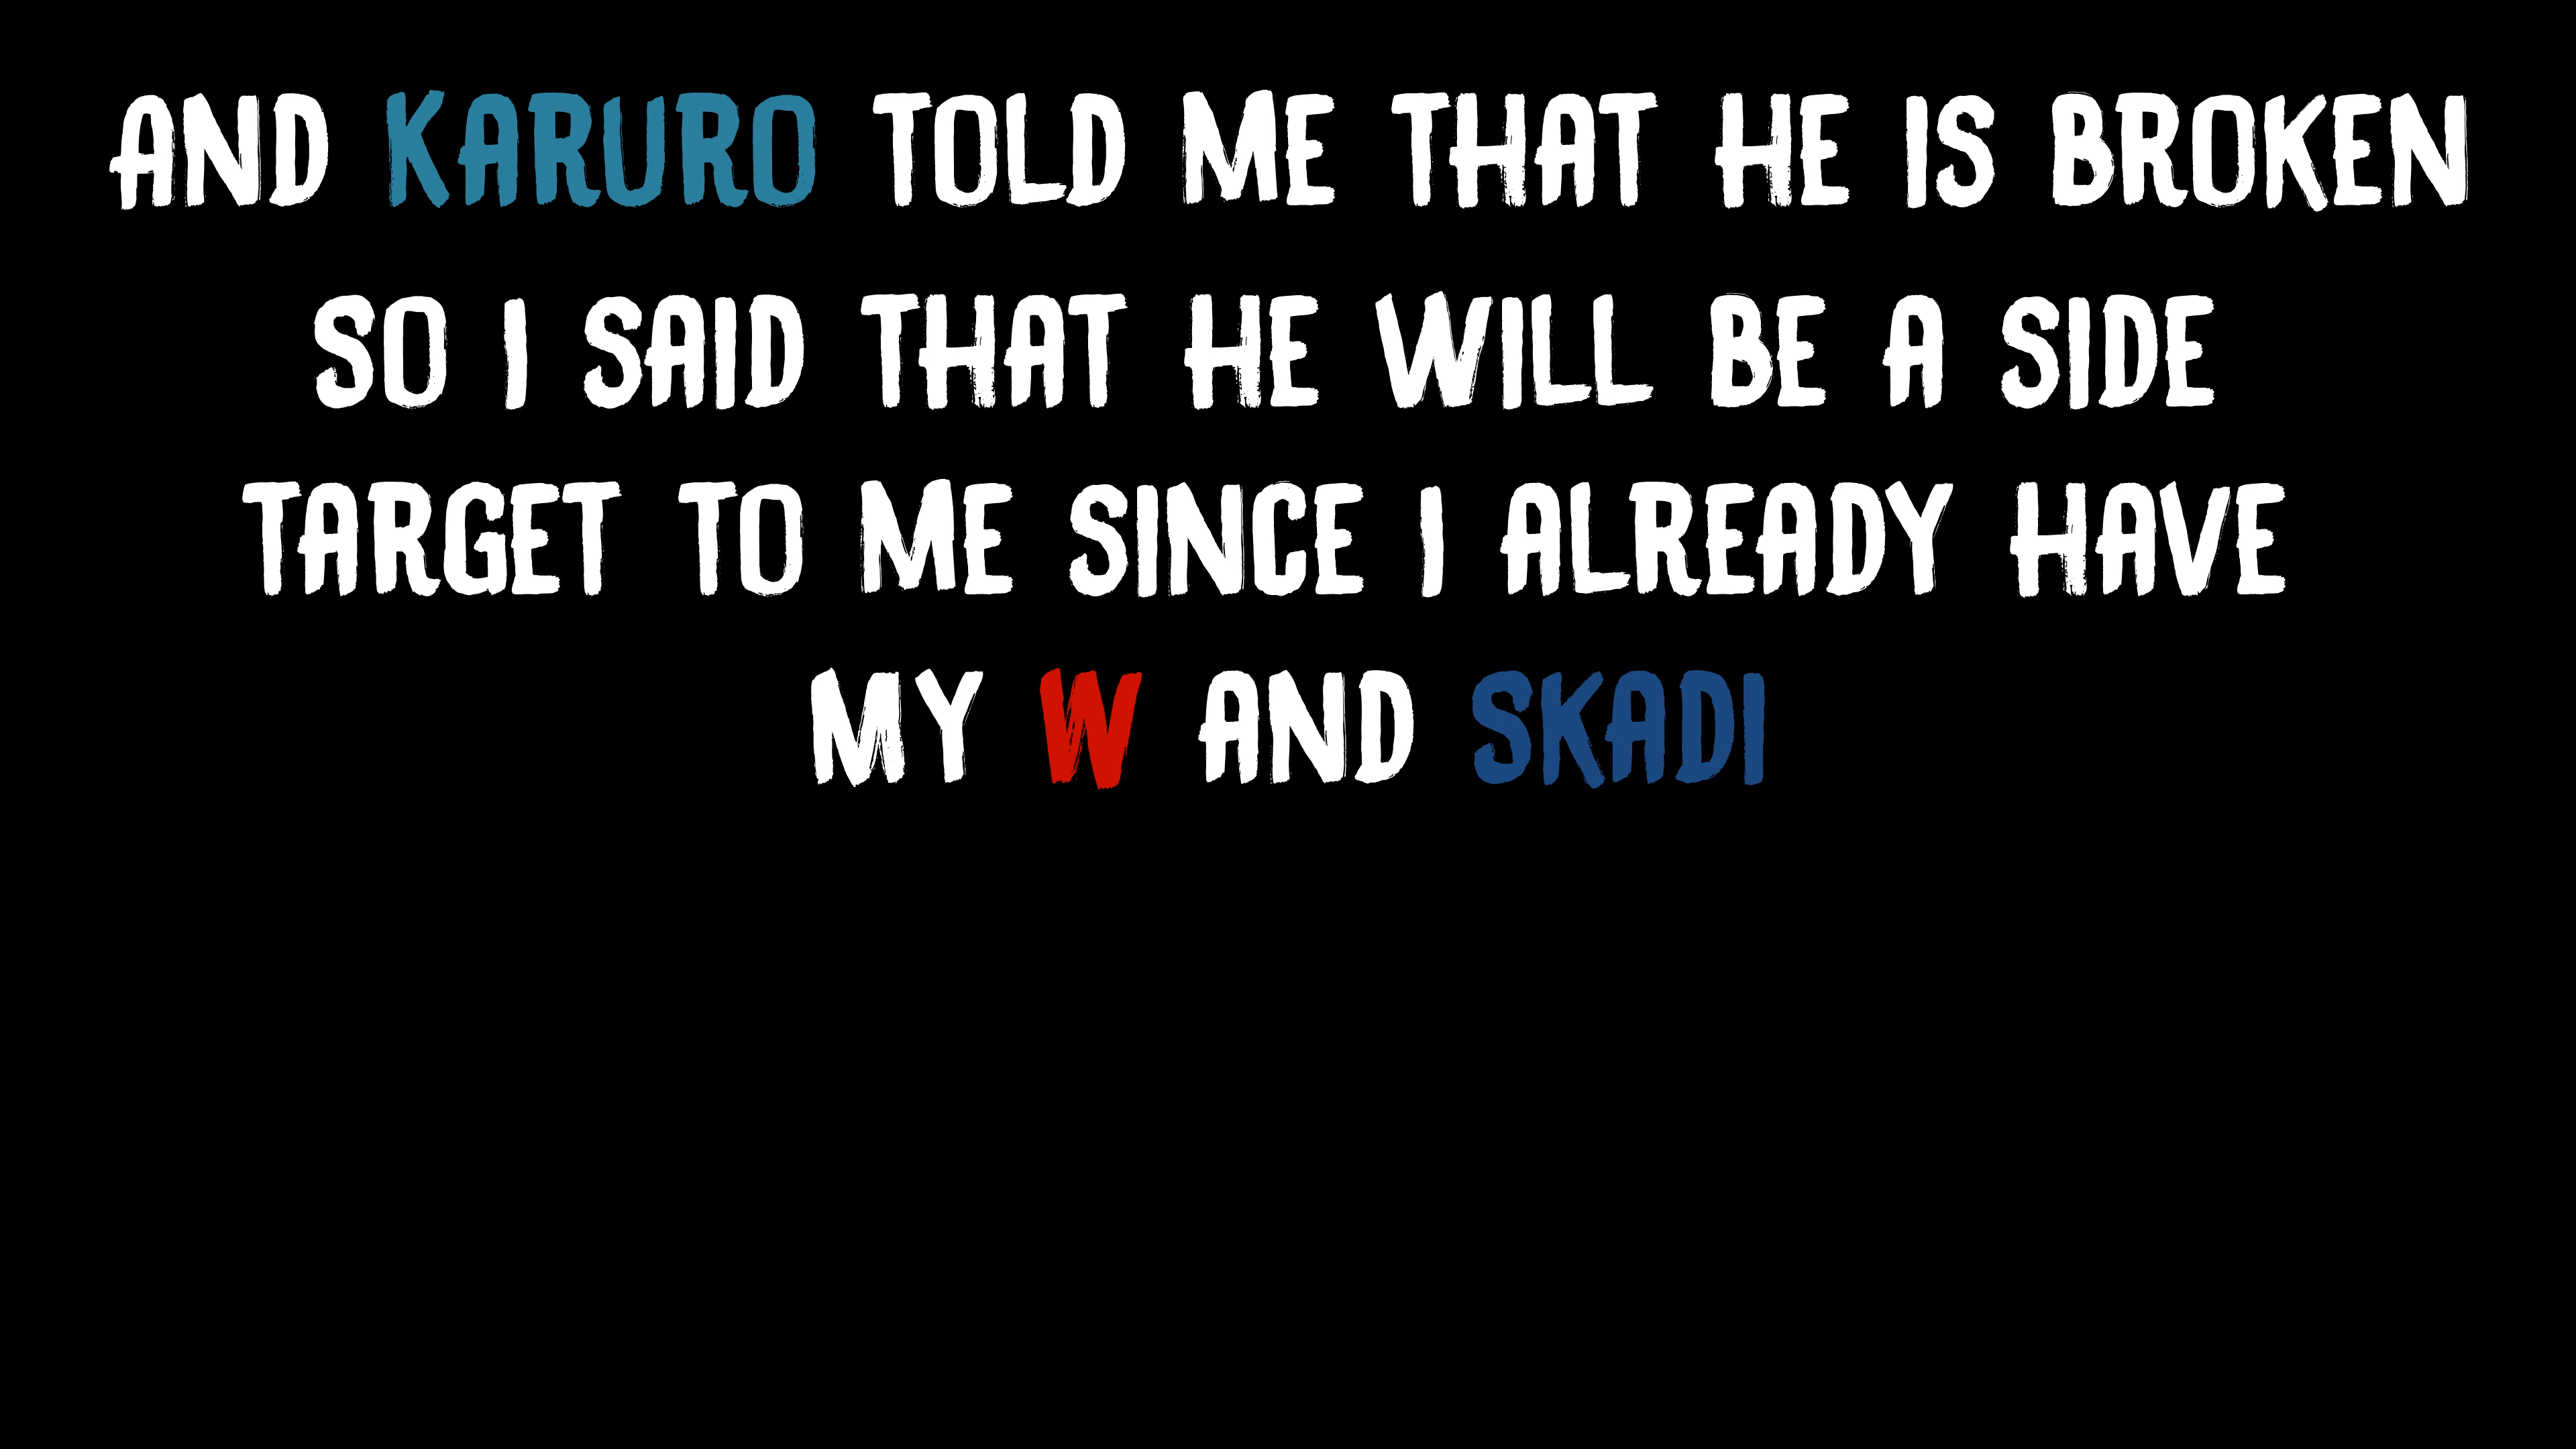 AND KARURO TOLD ME THAT HE IS BROKEN
SO I SAID THAT HE WILL BE A SIDE
TARGET TO ME SINCE I ALREADY HAVE
MY W AND SKADI